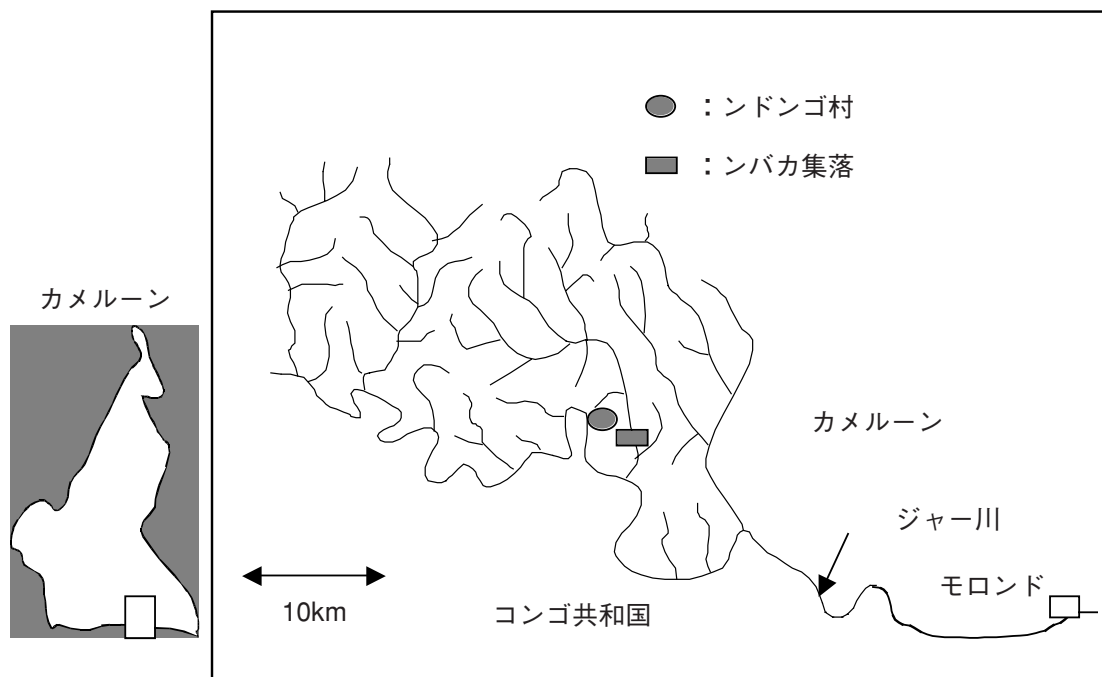 ：ンドンゴ村
：ンバカ集落
カメルーン
カメルーン
ジャー川
モロンド
10km
コンゴ共和国